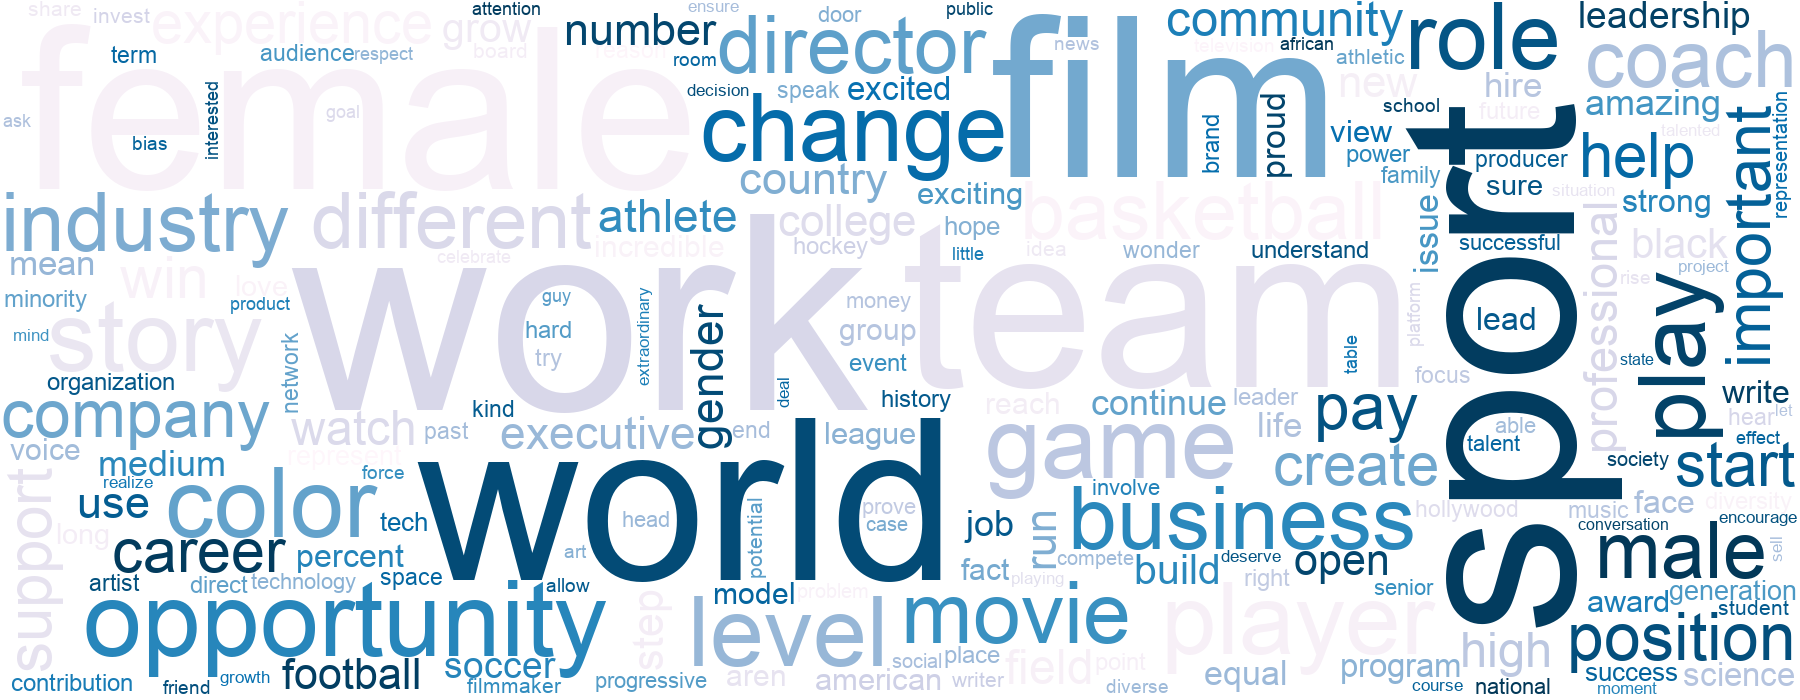 share
invest
experience
grow
attention
number
reason
ensure
door
public
community
role
leadership
female
term
audience
respect
board
room
director
film
news
television
african
athletic
coach
decision
speak
excited
new
hire
amazing
ask
bias
interested
goal
change
brand
proud
school
future
view
power
family
producer
sure
help
talented
important
representation
industry
different
athlete
country
college
exciting
hope
basketball
issue
sport
situation
strong
incredible
hockey
little
idea
wonder
understand
successful
professional
black
mean
win
love
celebrate
work
team
rise
project
minority
product
guy
extraordinary
money
platform
lead
play
mind
story
network
hard
try
gender
group
event
table
state
organization
deal
history
focus
write
company
kind
reach
continue
leader
pay
hear
let
voice
watch
past
executive
end
league
game
life
able
talent
effect
medium
represent
force
world
create
society
start
realize
support
use
color
tech
head
potential
prove
case
job
run
involve
business
hollywood
music
face
diversity
conversation
encourage
long
career
percent
art
fact
compete
build
deserve
open
male
sell
artist
direct
technology
space
allow
model
problem
playing
right
senior
generation
opportunity
step
level
movie
player
award
student
position
contribution
friend
growth
football
soccer
filmmaker
progressive
aren
social
place
american
writer
field
point
diverse
equal
program
course
high
national
success
moment
science